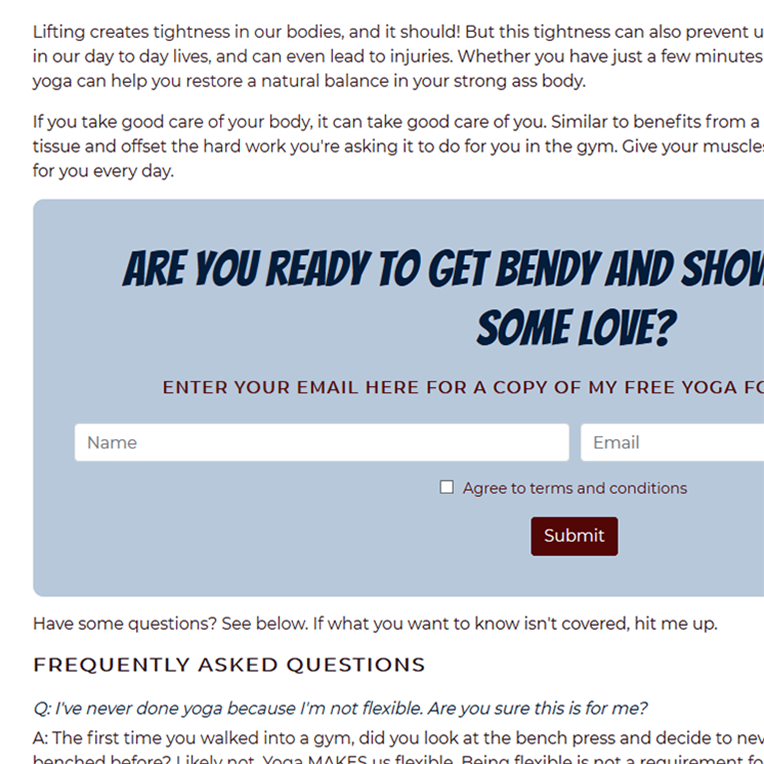 Lifting creates tightness in our bodies, and it should! But this tightness can also prevent
in our day to day lives, and can even lead to injuries. Whether you have just a few minutes
yoga can help you restore a natural balance in your strong ass body.
If you take good care of your body, it can take good care of you. Similar to benefits from a
tissue and offset the hard work you're asking it to do for you in the gym. Give your muscles
for you every day.
ARE YOU READY TO GET BENDY AND SHOW
SOME LOVE?
ENTER YOUR EMAIL HERE FOR A COPY OF MY FREE YOGA
Name
Email
Agree to terms and conditions
Submit
Have some questions? See below. If what you want to know isn't covered, hit me up.
FREQUENTLY ASKED QUESTIONS
Q: I've never done yoga because I'm not flexible. Are you sure this is for me?
A: The first time you walked into a gym, did you look at the bench press and decide to
benched before? Likely not. Yoga MAKES us flexible. Being flexible is not a requirement